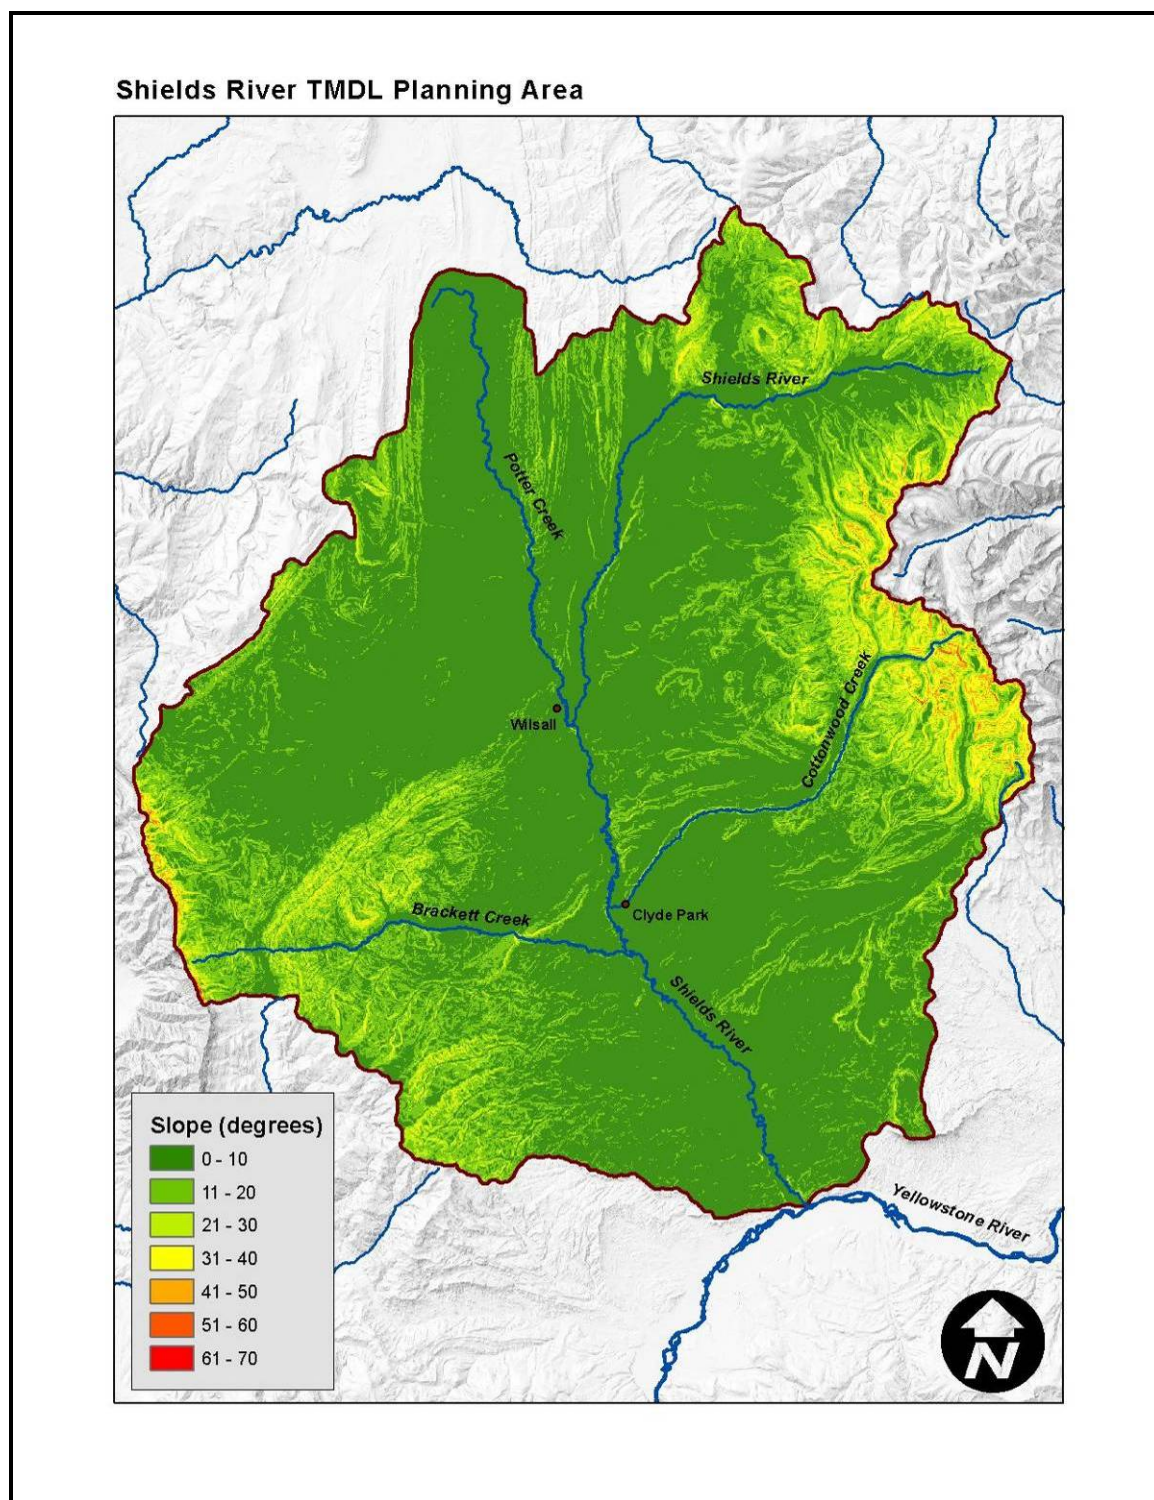 Shields River TMDL Planning Area
Shields River
Potter Creek
Cottonwood Creek
Wilsall
Clyde Park
Brackett Creek
Shields River
Yellowstone River
Slope (degrees)
0 - 10
11 - 20
21 - 30
31 - 40
41 - 50
51 - 60
61 - 70
N